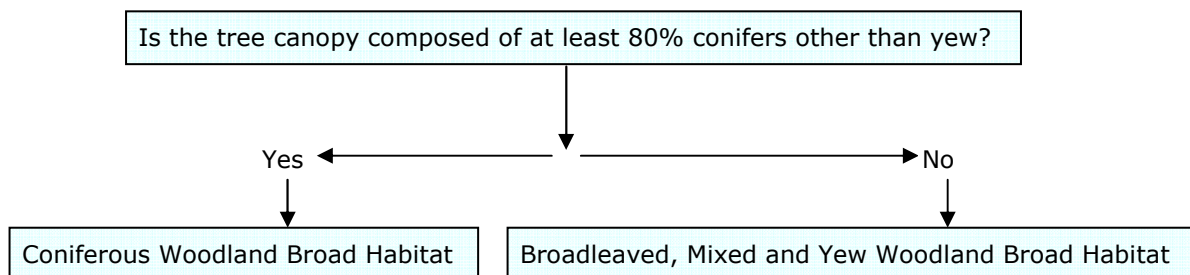 Is the tree canopy composed of at least 80% conifers other than yew?
Yes
No
Coniferous Woodland Broad Habitat
Broadleaved, Mixed and Yew Woodland Broad Habitat